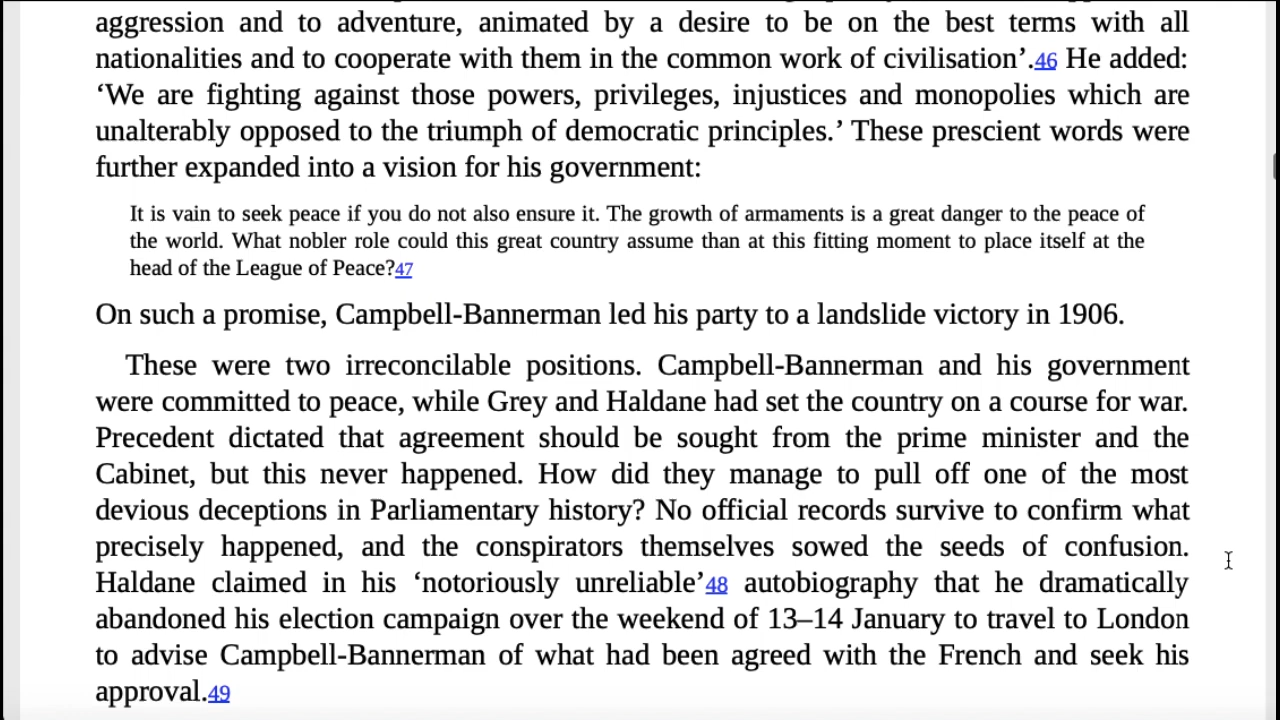 aggression and to adventure, animated by a desire to be on the best terms with all
nationalities and to cooperate with them in the common work of civilisation’.46 He added:
‘We are fighting against those powers, privileges, injustices and monopolies which are
unalterably opposed to the triumph of democratic principles.’ These prescient words were
further expanded into a vision for his government:
It is vain to seek peace if you do not also ensure it. The growth of armaments is a great danger to the peace of
the world. What nobler role could this great country assume than at this fitting moment to place itself at the
head of the League of Peace?47
On such a promise, Campbell-Bannerman led his party to a landslide victory in 1906.
These were two irreconcilable positions. Campbell-Bannerman and his government
were committed to peace, while Grey and Haldane had set the country on a course for war.
Precedent dictated that agreement should be sought from the prime minister and the
Cabinet, but this never happened. How did they manage to pull off one of the most
devious deceptions in Parliamentary history? No official records survive to confirm what
precisely happened, and the conspirators themselves sowed the seeds of confusion.
Haldane claimed in his ‘notoriously unreliable’48 autobiography that he dramatically
abandoned his election campaign over the weekend of 13–14 January to travel to London
to advise Campbell-Bannerman of what had been agreed with the French and seek his
approval.49